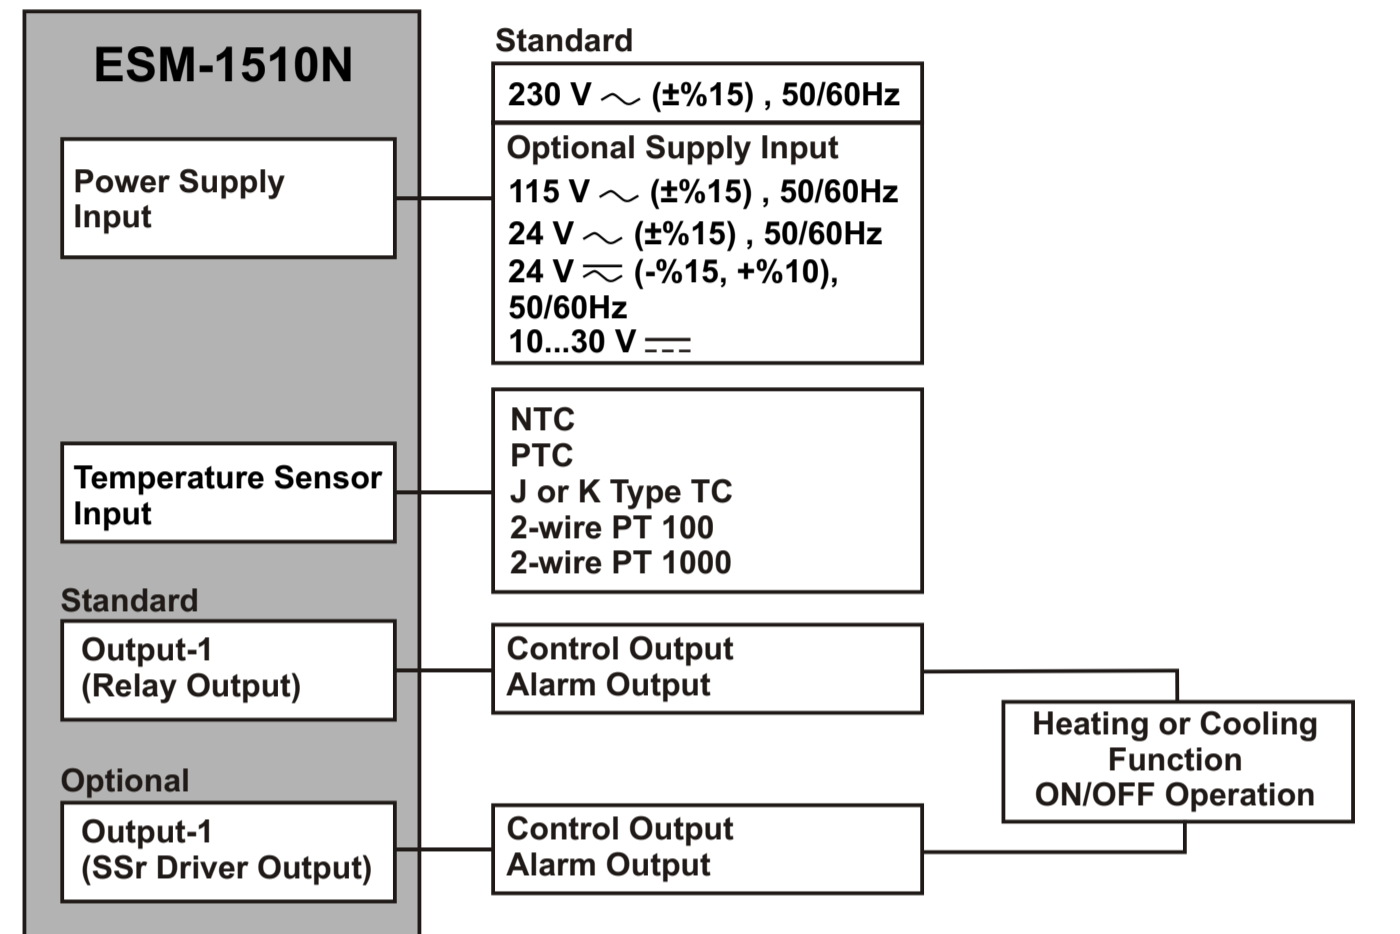 ESM-1510N
Power Supply
Input
Standard
230 V ～ (±%15) , 50/60Hz
Optional Supply Input
115 V ～ (±%15) , 50/60Hz
24 V ～ (±%15) , 50/60Hz
24 V ⏦ (-%15, +%10),
50/60Hz
10...30 V ⎓
Temperature Sensor
Input
NTC
PTC
J or K Type TC
2-wire PT 100
2-wire PT 1000
Standard
Output-1
(Relay Output)
Control Output
Alarm Output
Heating or Cooling
Function
ON/OFF Operation
Optional
Output-1
(SSr Driver Output)
Control Output
Alarm Output